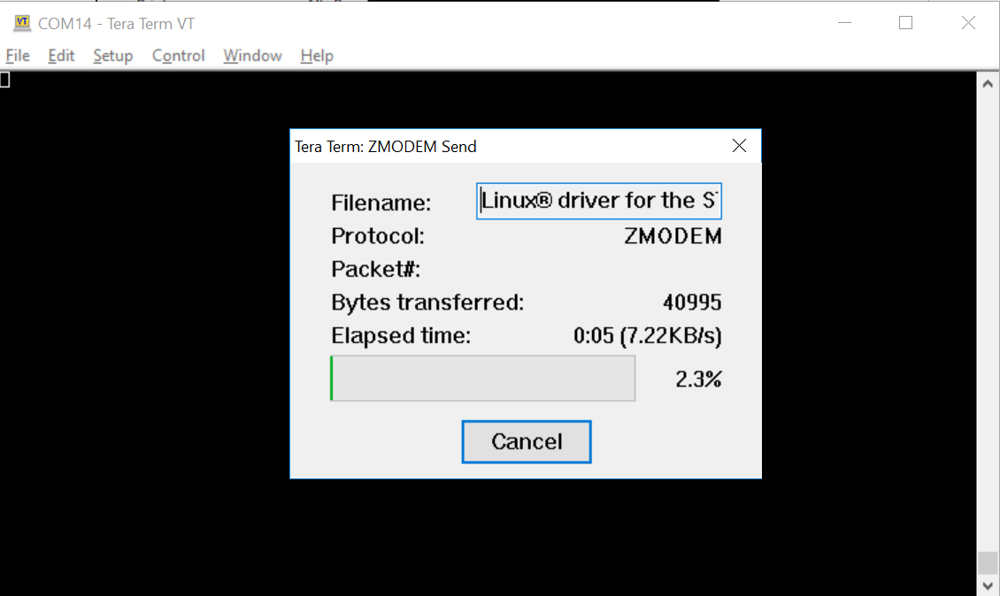 COM14 - Tera Term VT
File Edit Setup Control Window Help
Tera Term: ZMODEM Send
Filename: Linux® driver for the
Protocol: ZMODEM
Packet#:
Bytes transferred: 40995
Elapsed time: 0:05 (7.22KB/s)
2.3%
Cancel